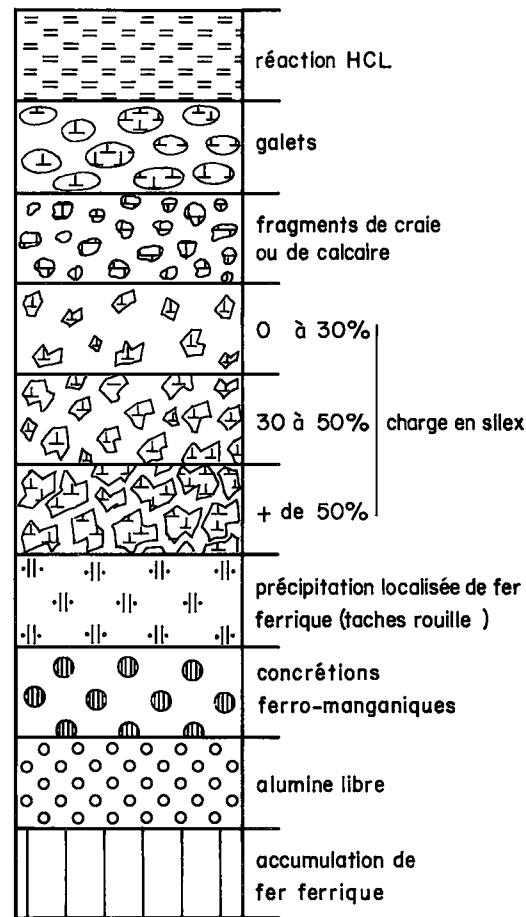 réaction HCL
galets
fragments de craie
ou de calcaire
0 à 30%
30 à 50%
charge en silex
+ de 50%
précipitation localisée de fer
ferrique (taches rouille )
concrétions
ferro-manganiques
alumine libre
accumulation de
fer ferrique